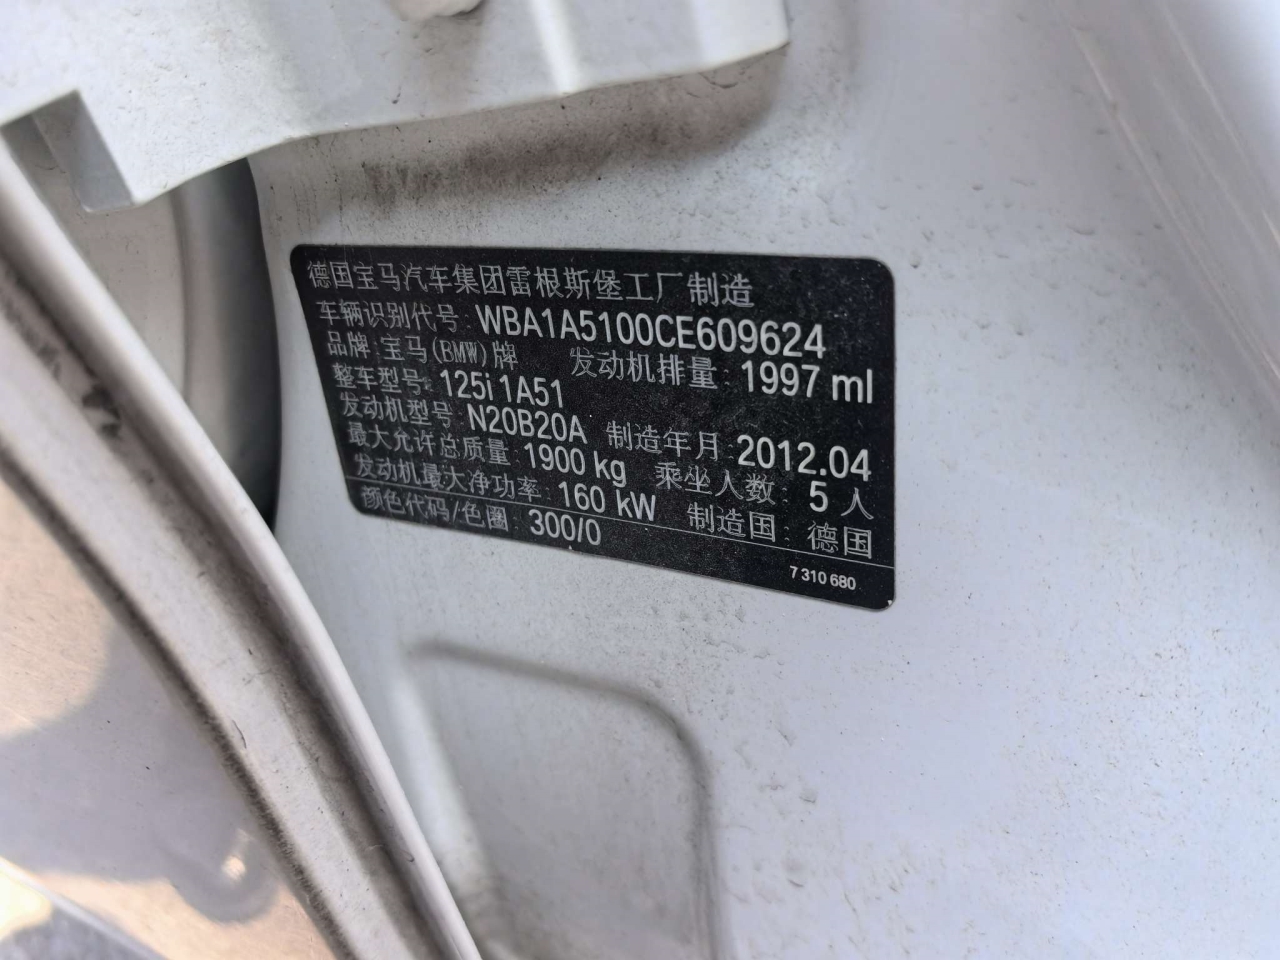 德国宝马汽车集团雷根斯堡工厂制造
车辆识别代号: WBA1A5100CE609624
品牌: 宝马(BMW)牌 发动机排量: 1997 ml
整车型号: 125i 1A51
发动机型号 N20B20A 制造年月: 2012.04
最大允许总质量: 1900 kg 乘坐人数: 5 人
发动机最大净功率: 160 kW 制造国: 德国
颜色代码/色圈: 300/0
7 310 680